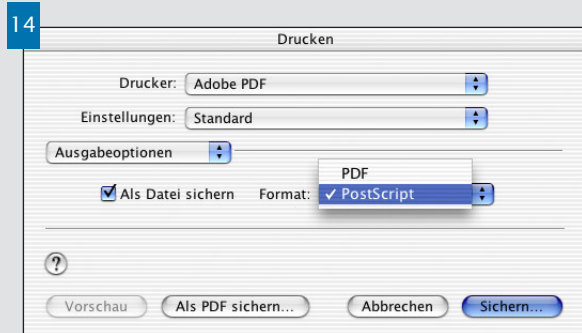 14
Drucken
Drucker: Adobe PDF
Einstellungen: Standard
Ausgabeoptionen
PDF
Als Datei sichern Format: ✓ PostScript
?
Vorschau Als PDF sichern... Abbrechen Sichern...